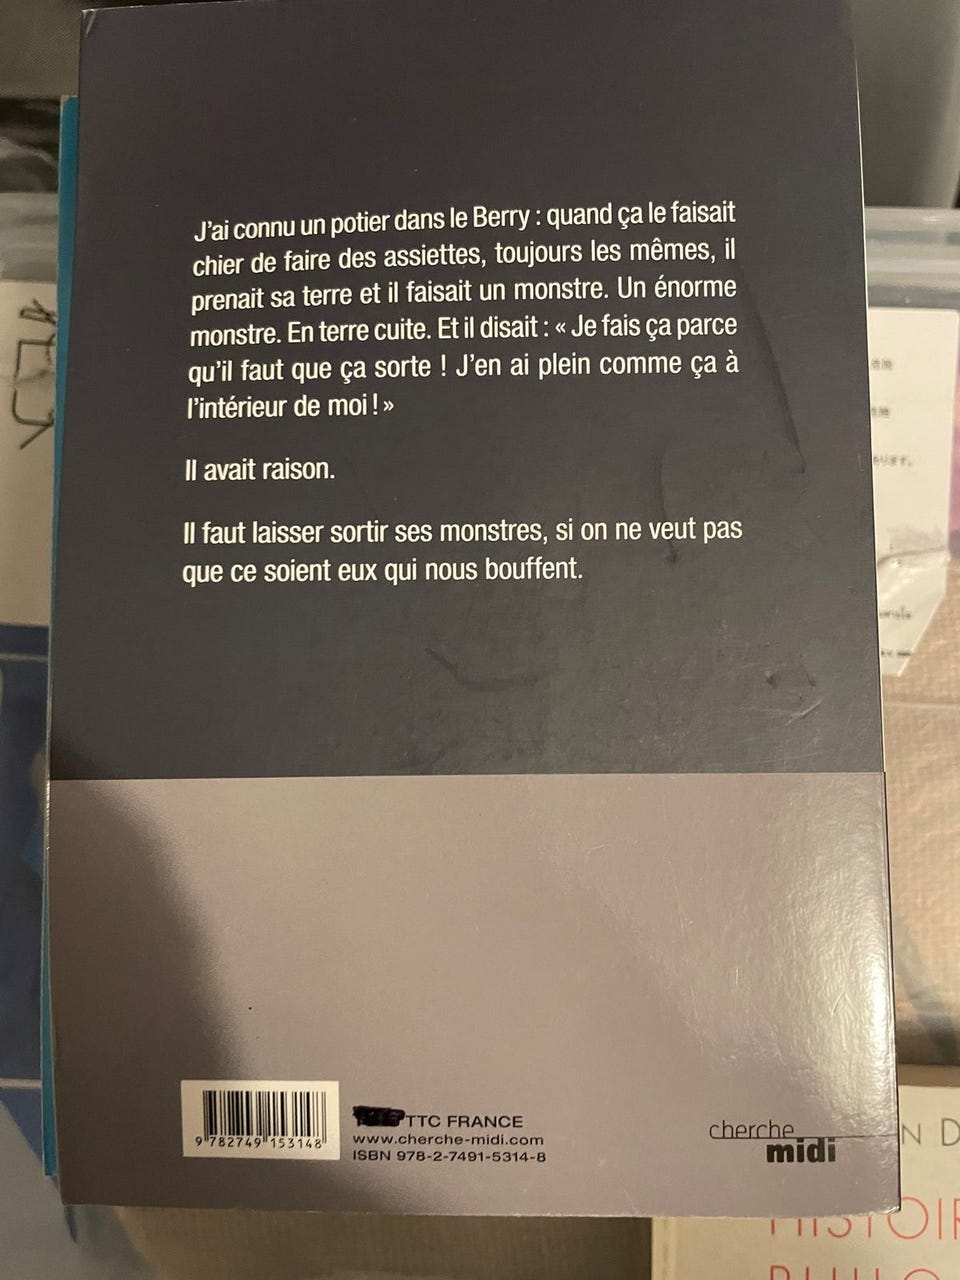 J'ai connu un potier dans le Berry : quand ça le faisait
chier de faire des assiettes, toujours les mêmes, il
prenait sa terre et il faisait un monstre. Un énorme
monstre. En terre cuite. Et il disait : « Je fais ça parce
qu'il faut que ça sorte ! J'en ai plein comme ça à
l'intérieur de moi ! »
Il avait raison.
Il faut laisser sortir ses monstres, si on ne veut pas
que ce soient eux qui nous bouffent.
9 782749 153148
TTC FRANCE
www.cherche-midi.com
ISBN 978-2-7491-5314-8
cherche
midi
N D
HISTOIR
PHILO